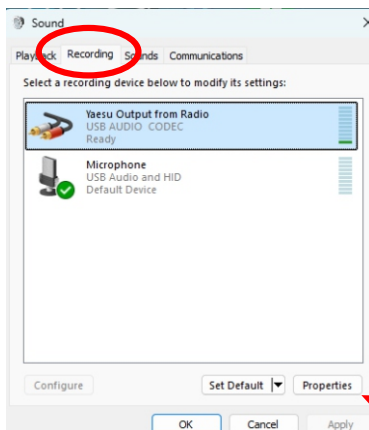 Sound
Playback Recording Sounds Communications
Select a recording device below to modify its settings:
Yaesu Output from Radio
USB AUDIO CODEC
Ready
Microphone
USB Audio and HID
Default Device
Configure Set Default Properties
OK Cancel Apply